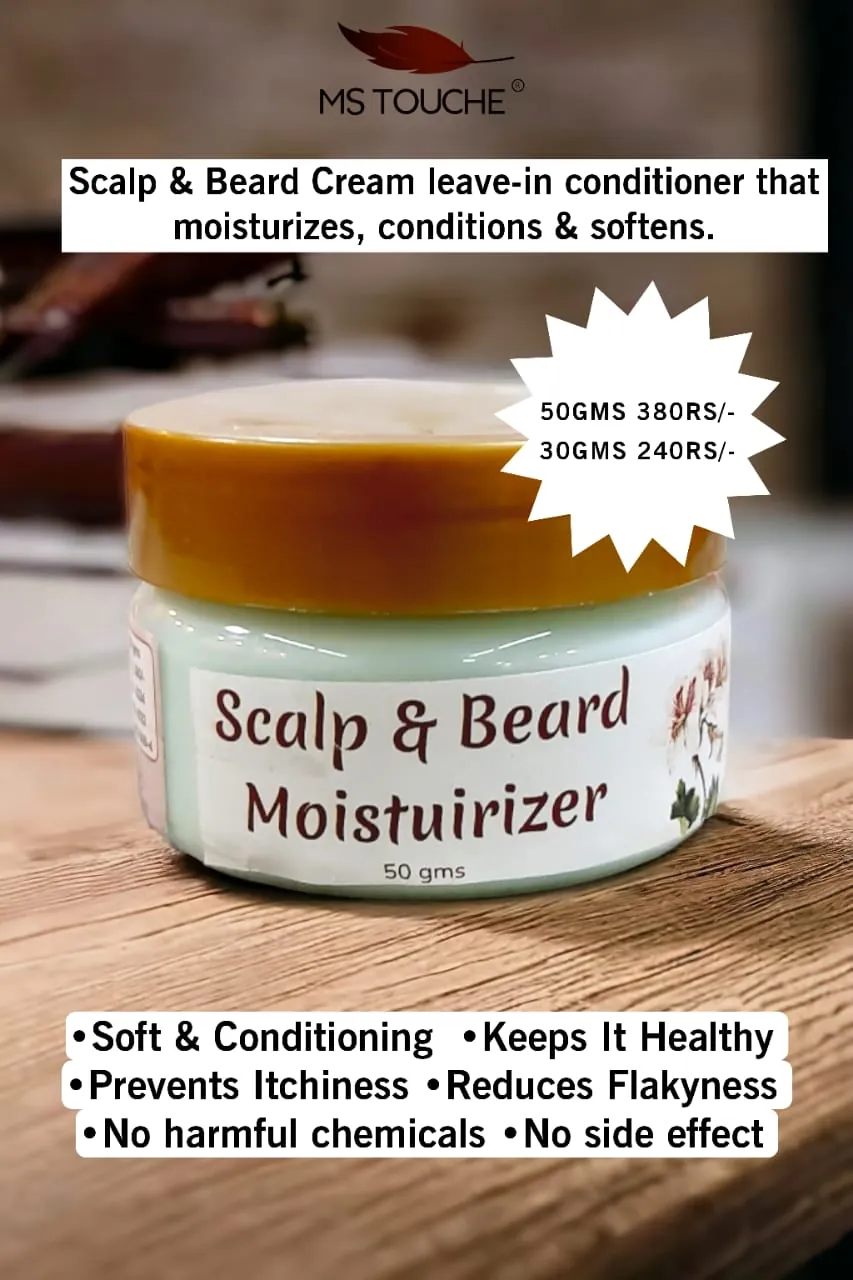 MS TOUCHE ®
Scalp & Beard Cream leave-in conditioner that
moisturizes, conditions & softens.
50GMS 380RS/-
30GMS 240RS/-
Scalp & Beard
Moistuirizer
50 gms
•Soft & Conditioning •Keeps It Healthy
•Prevents Itchiness •Reduces Flakyness
•No harmful chemicals •No side effect